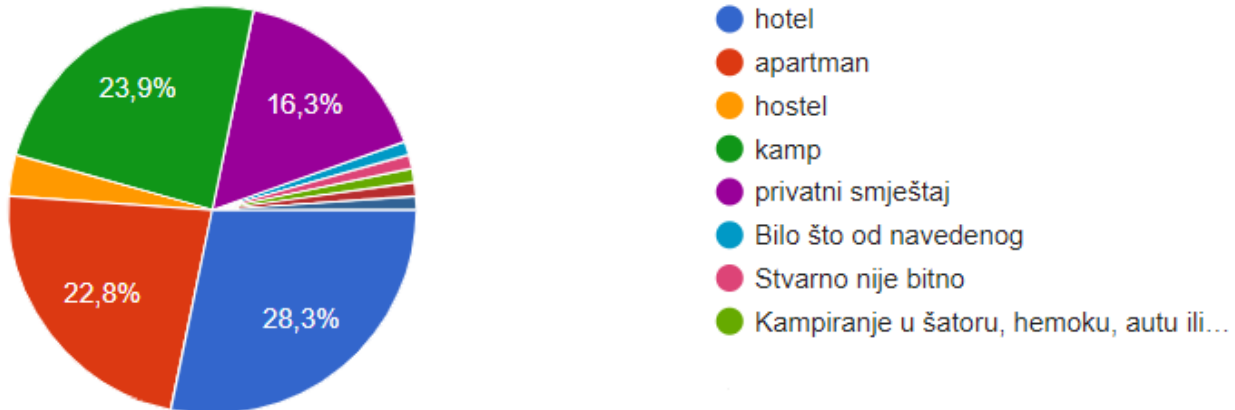 23,9%
16,3%
22,8%
28,3%
hotel
apartman
hostel
kamp
privatni smještaj
Bilo što od navedenog
Stvarno nije bitno
Kampiranje u šatoru, hemoku, autu ili…